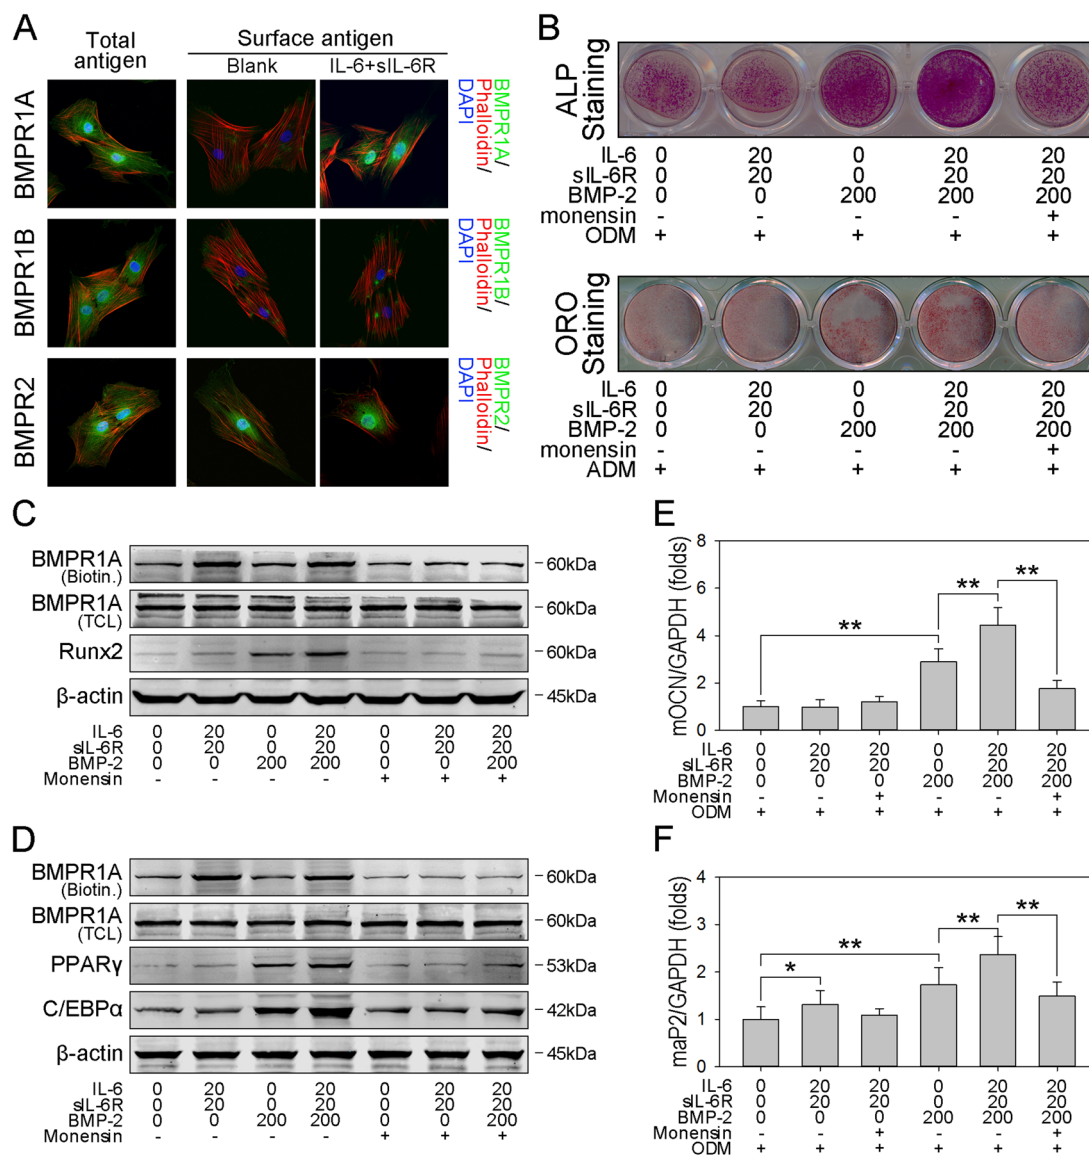 A
Total antigen
Surface antigen
Blank
IL-6+sIL-6R
BMPR1A
BMPR1A/
Phalloidin/
DAPI
BMPR1B
BMPR1B/
Phalloidin/
DAPI
BMPR2
BMPR2/
Phalloidin/
DAPI
B
ALP
Staining
IL-6 0 20 0 20 20
sIL-6R 0 20 0 20 20
BMP-2 0 0 200 200 200
monensin - - - - +
ODM + + + + +
ORO
Staining
IL-6 0 20 0 20 20
sIL-6R 0 20 0 20 20
BMP-2 0 0 200 200 200
monensin - - - - +
ADM + + + + +
C
BMPR1A
(Biotin.)
60kDa
BMPR1A
(TCL)
60kDa
Runx2
60kDa
β-actin
45kDa
IL-6 0 20 0 20 0 20 20
sIL-6R 0 20 0 20 0 20 20
BMP-2 0 0 200 200 0 0 200
Monensin - - - - + + +
D
BMPR1A
(Biotin.)
60kDa
BMPR1A
(TCL)
60kDa
PPARγ
53kDa
C/EBPα
42kDa
β-actin
45kDa
IL-6 0 20 0 20 0 20 20
sIL-6R 0 20 0 20 0 20 20
BMP-2 0 0 200 200 0 0 200
Monensin - - - - + + +
E
mOCN/GAPDH (folds)
8
6
4
2
0
**
**
**
IL-6 0 20 20 0 20 20
sIL-6R 0 20 20 0 20 20
BMP-2 0 0 0 200 200 200
Monensin - - + - - +
ODM + + + + + +
F
maP2/GAPDH (folds)
4
3
2
1
0
*
**
**
**
IL-6 0 20 20 0 20 20
sIL-6R 0 20 20 0 20 20
BMP-2 0 0 0 200 200 200
Monensin - - + - - +
ODM + + + + + +